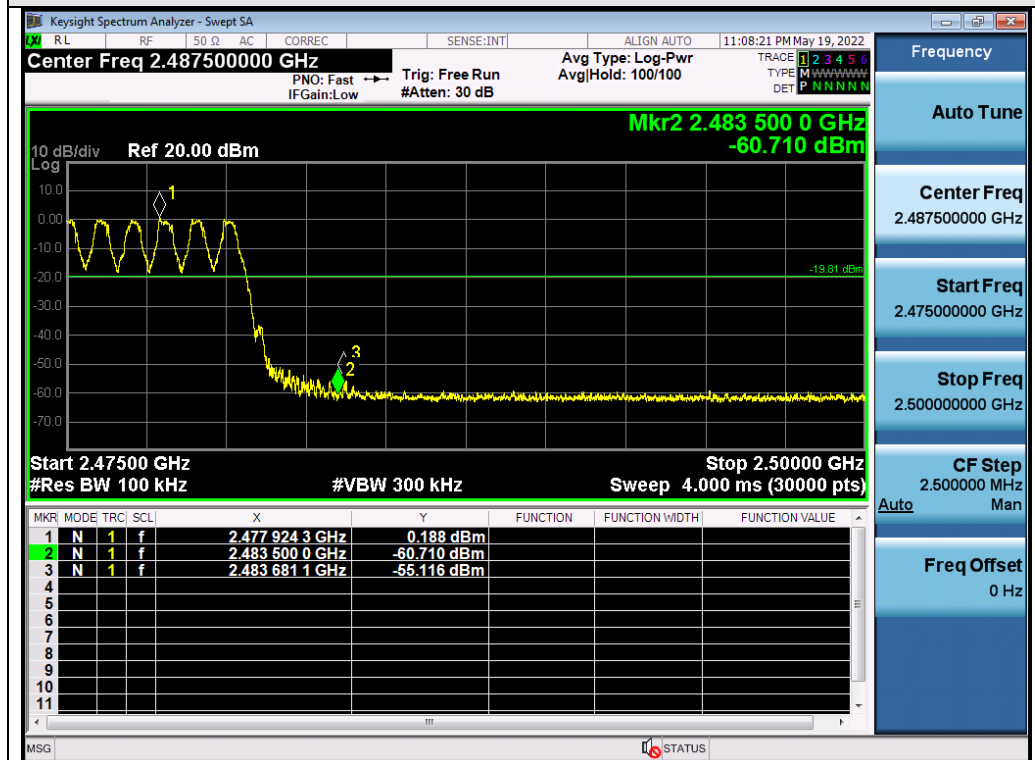 Keysight Spectrum Analyzer - Swept SA
LXI RL RF 50 Ω AC CORREC SENSE:INT ALIGN AUTO 11:08:21 PM May 19, 2022
Center Freq 2.487500000 GHz
PNO: Fast
IFGain:Low
Trig: Free Run
#Atten: 30 dB
Avg Type: Log-Pwr
Avg|Hold: 100/100
TRACE 1 2 3 4 5 6
TYPE M WWWWW
DET P N N N N N
Mkr2 2.483 500 0 GHz
-60.710 dBm
10 dB/div Ref 20.00 dBm
Log
10.0
0.00
-10.0
-20.0
-30.0
-40.0
-50.0
-60.0
-70.0
1
-19.81 dBm
3
2
Start 2.47500 GHz Stop 2.50000 GHz
#Res BW 100 kHz #VBW 300 kHz Sweep 4.000 ms (30000 pts)
MKR MODE TRC SCL X Y FUNCTION FUNCTION WIDTH FUNCTION VALUE
1 N 1 f 2.477 924 3 GHz 0.188 dBm
2 N 1 f 2.483 500 0 GHz -60.710 dBm
3 N 1 f 2.483 681 1 GHz -55.116 dBm
4
5
6
7
8
9
10
11
MSG STATUS
Frequency
Auto Tune
Center Freq
2.487500000 GHz
Start Freq
2.475000000 GHz
Stop Freq
2.500000000 GHz
CF Step
2.500000 MHz
Auto Man
Freq Offset
0 Hz